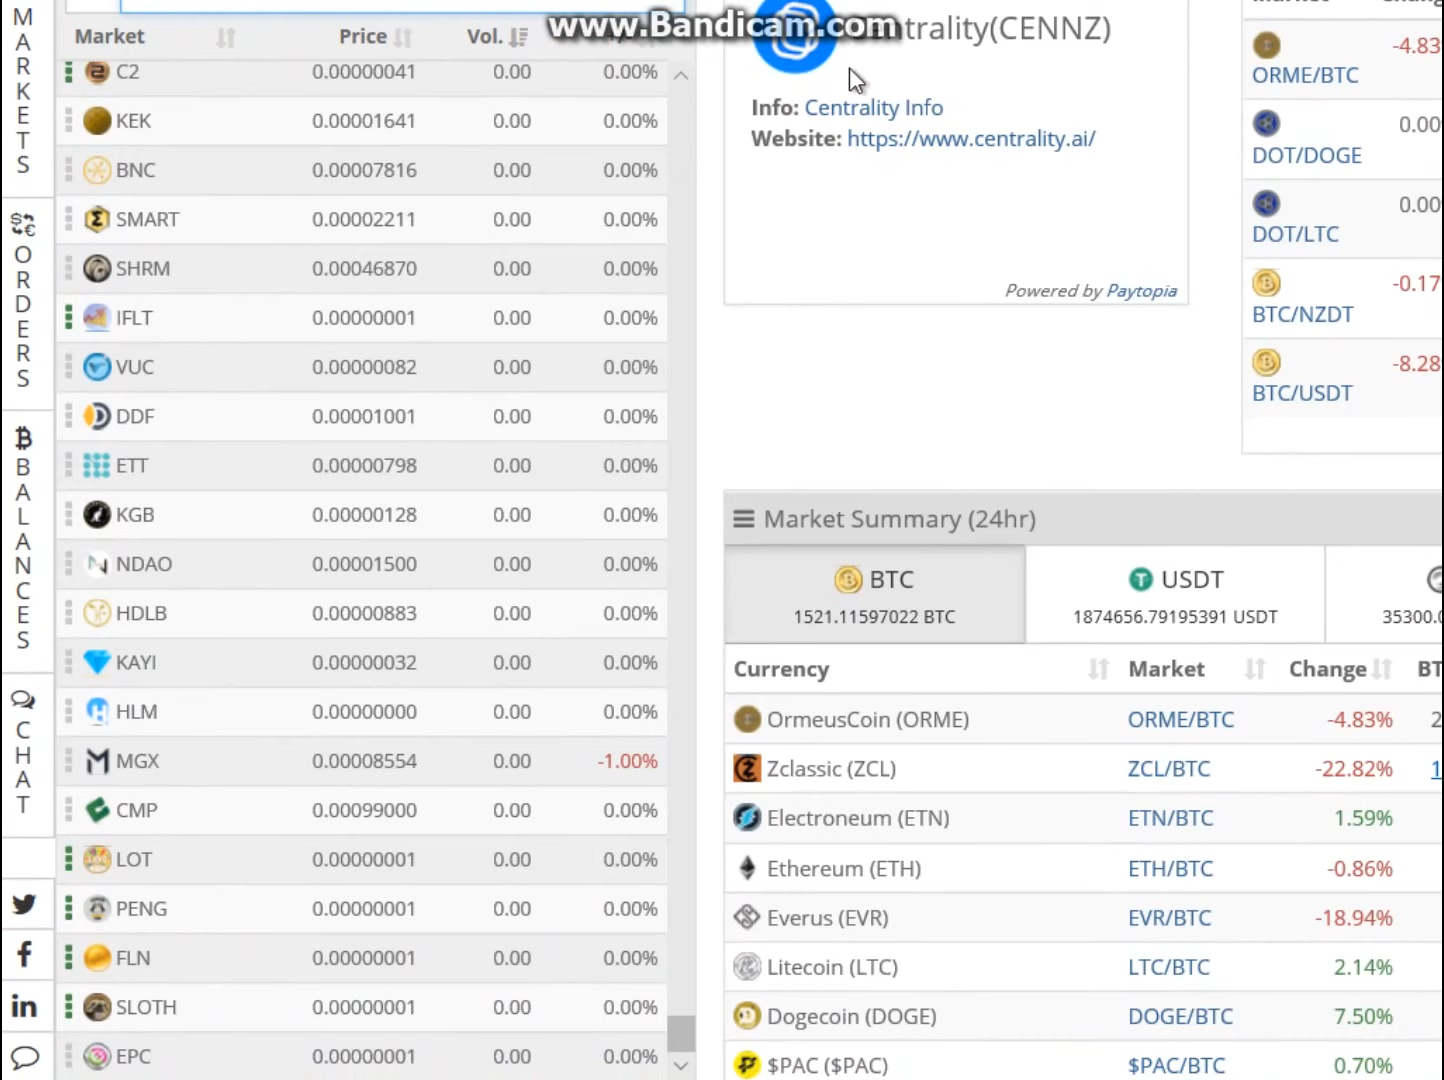 MARKETS
ORDERS
BALANCES
CHAT
www.Bandicam.com
Market Price Vol.
C2 0.00000041 0.00 0.00%
KEK 0.00001641 0.00 0.00%
BNC 0.00007816 0.00 0.00%
SMART 0.00002211 0.00 0.00%
SHRM 0.00046870 0.00 0.00%
IFLT 0.00000001 0.00 0.00%
VUC 0.00000082 0.00 0.00%
DDF 0.00001001 0.00 0.00%
ETT 0.00000798 0.00 0.00%
KGB 0.00000128 0.00 0.00%
NDAO 0.00001500 0.00 0.00%
HDLB 0.00000883 0.00 0.00%
KAYI 0.00000032 0.00 0.00%
HLM 0.00000000 0.00 0.00%
MGX 0.00008554 0.00 -1.00%
CMP 0.00099000 0.00 0.00%
LOT 0.00000001 0.00 0.00%
PENG 0.00000001 0.00 0.00%
FLN 0.00000001 0.00 0.00%
SLOTH 0.00000001 0.00 0.00%
EPC 0.00000001 0.00 0.00%
ntrality(CENNZ)
Info: Centrality Info
Website: https://www.centrality.ai/
Powered by Paytopia
-4.83
ORME/BTC
0.00
DOT/DOGE
0.00
DOT/LTC
-0.17
BTC/NZDT
-8.28
BTC/USDT
Market Summary (24hr)
BTC
1521.11597022 BTC
USDT
1874656.79195391 USDT
35300.
Currency Market Change BT
OrmeusCoin (ORME) ORME/BTC -4.83% 2
Zclassic (ZCL) ZCL/BTC -22.82% 1
Electroneum (ETN) ETN/BTC 1.59%
Ethereum (ETH) ETH/BTC -0.86%
Everus (EVR) EVR/BTC -18.94%
Litecoin (LTC) LTC/BTC 2.14%
Dogecoin (DOGE) DOGE/BTC 7.50%
$PAC ($PAC) $PAC/BTC 0.70%